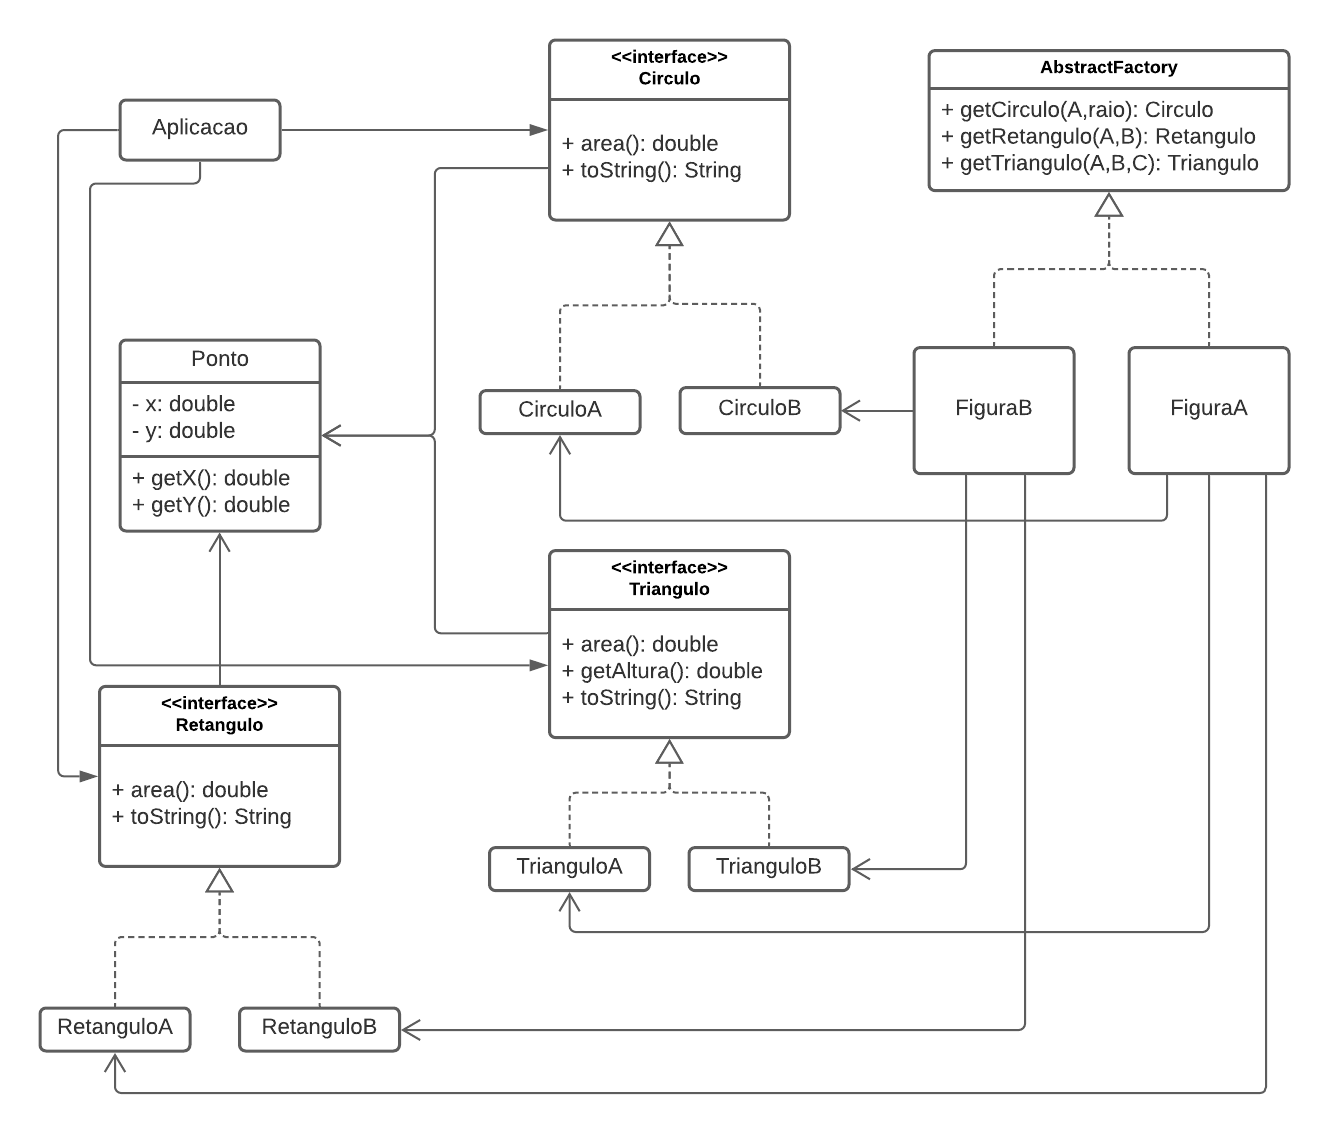 <<interface>>
Circulo
+ area(): double
+ toString(): String
AbstractFactory
+ getCirculo(A,raio): Circulo
+ getRetangulo(A,B): Retangulo
+ getTriangulo(A,B,C): Triangulo
Aplicacao
Ponto
- x: double
- y: double
+ getX(): double
+ getY(): double
CirculoA
CirculoB
FiguraB
FiguraA
<<interface>>
Triangulo
+ area(): double
+ getAltura(): double
+ toString(): String
<<interface>>
Retangulo
+ area(): double
+ toString(): String
TrianguloA
TrianguloB
RetanguloA
RetanguloB